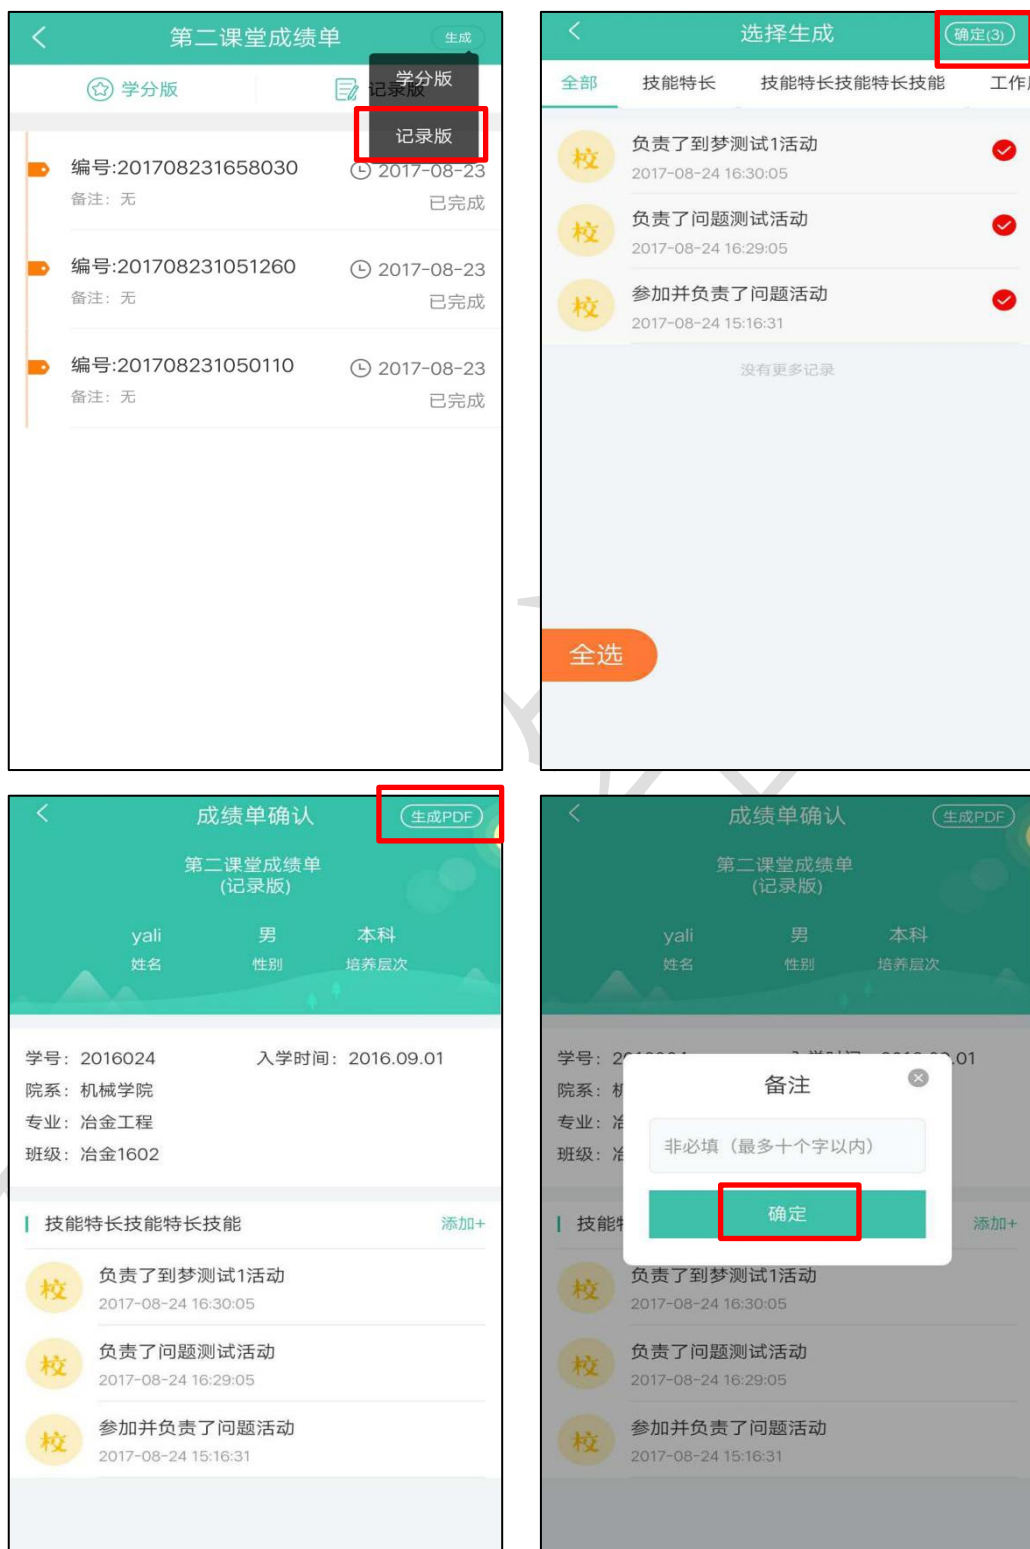 第二课堂成绩单
生成
学分版
记录版
学分版
记录版
编号:201708231658030
2017-08-23
备注：无
已完成
编号:201708231051260
2017-08-23
备注：无
已完成
编号:201708231050110
2017-08-23
备注：无
已完成
选择生成
确定(3)
全部
技能特长
技能特长技能特长技能
工作
校
负责了到梦测试1活动
2017-08-24 16:30:05
校
负责了问题测试活动
2017-08-24 16:29:05
校
参加并负责了问题活动
2017-08-24 15:16:31
没有更多记录
全选
成绩单确认
生成PDF
第二课堂成绩单
(记录版)
yali
男
本科
姓名
性别
培养层次
学号：2016024
入学时间：2016.09.01
院系：机械学院
专业：冶金工程
班级：冶金1602
技能特长技能特长技能
添加+
校
负责了到梦测试1活动
2017-08-24 16:30:05
校
负责了问题测试活动
2017-08-24 16:29:05
校
参加并负责了问题活动
2017-08-24 15:16:31
成绩单确认
生成PDF
第二课堂成绩单
(记录版)
yali
男
本科
姓名
性别
培养层次
学号：2
.01
院系：
专业：
班级：
备注
非必填（最多十个字以内）
确定
技能
添加+
校
负责了到梦测试1活动
2017-08-24 16:30:05
校
负责了问题测试活动
2017-08-24 16:29:05
校
参加并负责了问题活动
2017-08-24 15:16:31